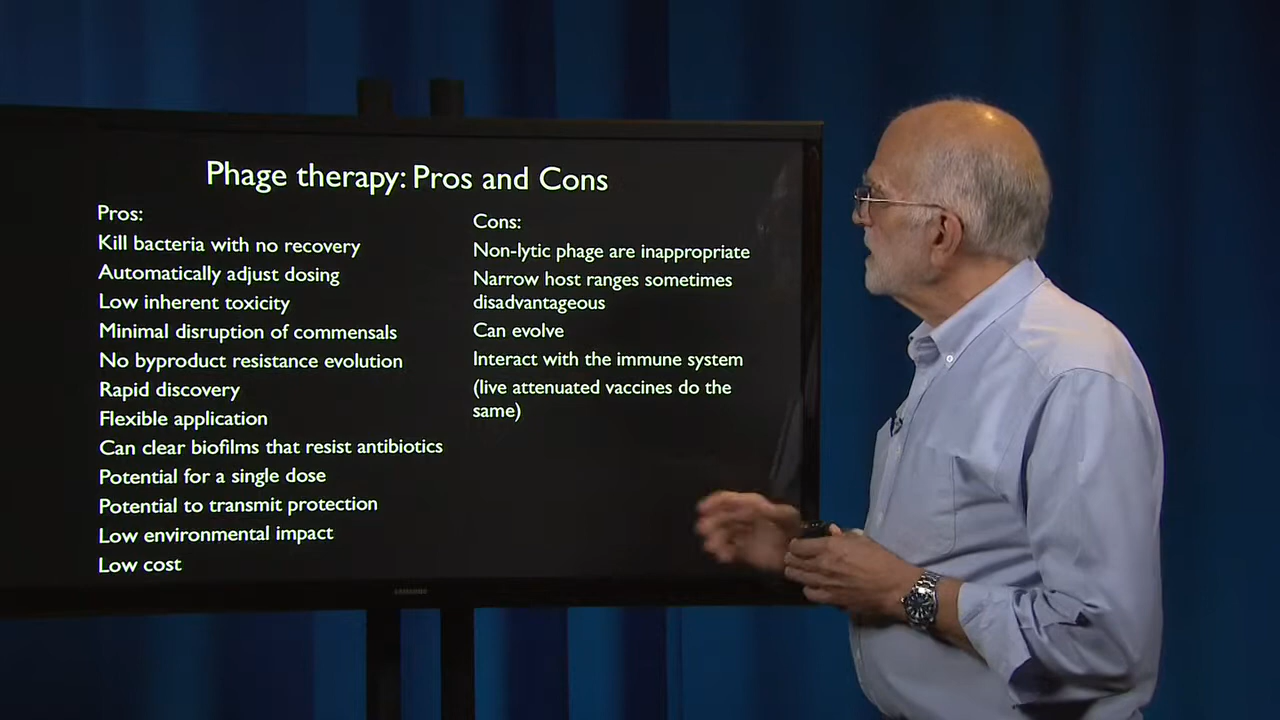 Phage therapy: Pros and Cons
Pros:
Kill bacteria with no recovery
Automatically adjust dosing
Low inherent toxicity
Minimal disruption of commensals
No byproduct resistance evolution
Rapid discovery
Flexible application
Can clear biofilms that resist antibiotics
Potential for a single dose
Potential to transmit protection
Low environmental impact
Low cost
Cons:
Non-lytic phage are inappropriate
Narrow host ranges sometimes
disadvantageous
Can evolve
Interact with the immune system
(live attenuated vaccines do the
same)
SAMSUNG